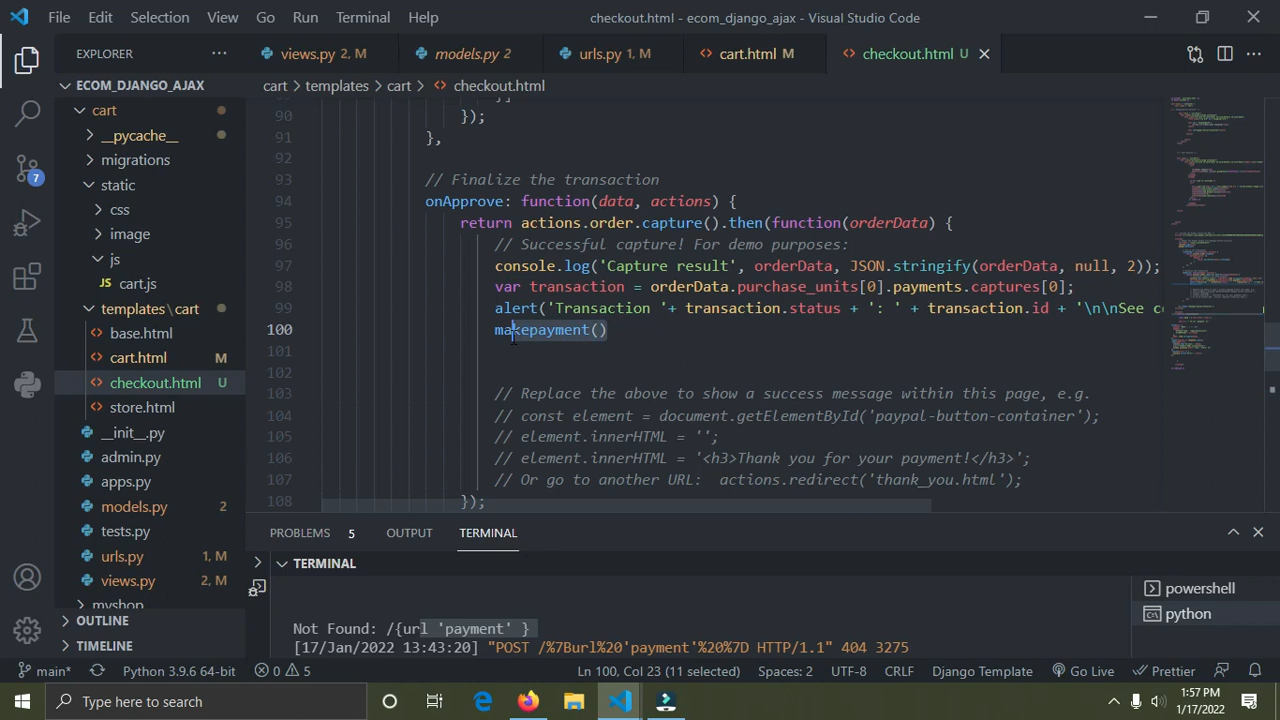 File Edit Selection View Go Run Terminal Help checkout.html - ecom_django_ajax - Visual Studio Code
EXPLORER
views.py 2, M
models.py 2
urls.py 1, M
cart.html M
checkout.html U
ECOM_DJANGO_AJAX
cart > templates > cart > checkout.html
cart
__pycache__
migrations
static
css
image
js
cart.js
templates\cart
base.html
cart.html M
checkout.html U
store.html
__init__.py
admin.py
apps.py
models.py 2
tests.py
urls.py 1, M
views.py 2, M
myshop
OUTLINE
TIMELINE
7
90 });
91 },
92
93 // Finalize the transaction
94 onApprove: function(data, actions) {
95 return actions.order.capture().then(function(orderData) {
96 // Successful capture! For demo purposes:
97 console.log('Capture result', orderData, JSON.stringify(orderData, null, 2));
98 var transaction = orderData.purchase_units[0].payments.captures[0];
99 alert('Transaction '+ transaction.status + ': ' + transaction.id + '\n\nSee co
100 makepayment()
101
102
103 // Replace the above to show a success message within this page, e.g.
104 // const element = document.getElementById('paypal-button-container');
105 // element.innerHTML = '';
106 // element.innerHTML = '<h3>Thank you for your payment!</h3>';
107 // Or go to another URL:  actions.redirect('thank_you.html');
108 });
PROBLEMS 5 OUTPUT TERMINAL
TERMINAL
powershell
python
Not Found: /{url 'payment' }
[17/Jan/2022 13:43:20] "POST /%7Burl%20'payment'%20%7D HTTP/1.1" 404 3275
main* Python 3.9.6 64-bit 0 5 Ln 100, Col 23 (11 selected) Spaces: 2 UTF-8 CRLF Django Template Go Live Prettier
Type here to search
1:57 PM
1/17/2022